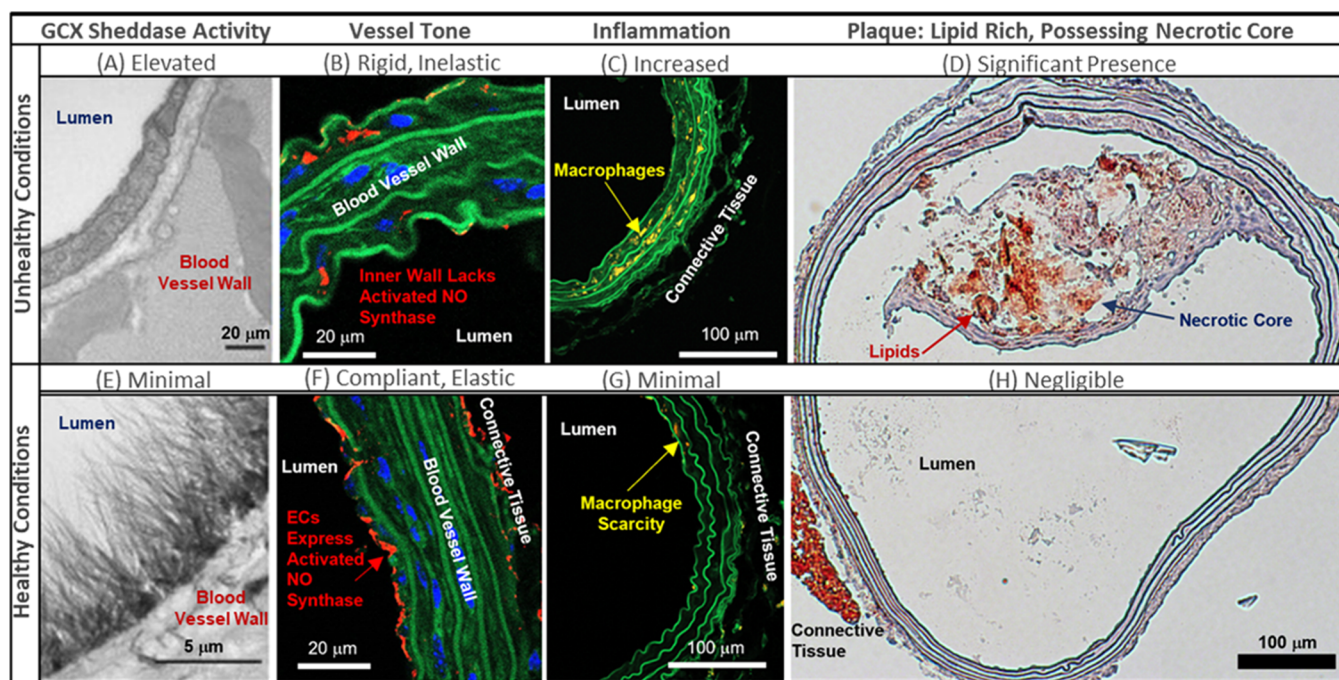 GCX Sheddase Activity
Vessel Tone
Inflammation
Plaque: Lipid Rich, Possessing Necrotic Core
Unhealthy Conditions
(A) Elevated
(B) Rigid, Inelastic
(C) Increased
(D) Significant Presence
Lumen
Blood
Vessel Wall
20 μm
Blood Vessel Wall
Inner Wall Lacks
Activated NO
Synthase
Lumen
20 μm
Lumen
Macrophages
Connective Tissue
100 μm
Lipids
Necrotic Core
Healthy Conditions
(E) Minimal
(F) Compliant, Elastic
(G) Minimal
(H) Negligible
Lumen
Blood
Vessel Wall
5 μm
Lumen
Blood Vessel Wall
Connective Tissue
ECs
Express
Activated
NO
Synthase
20 μm
Lumen
Macrophage
Scarcity
Connective Tissue
100 μm
Lumen
Connective
Tissue
100 μm